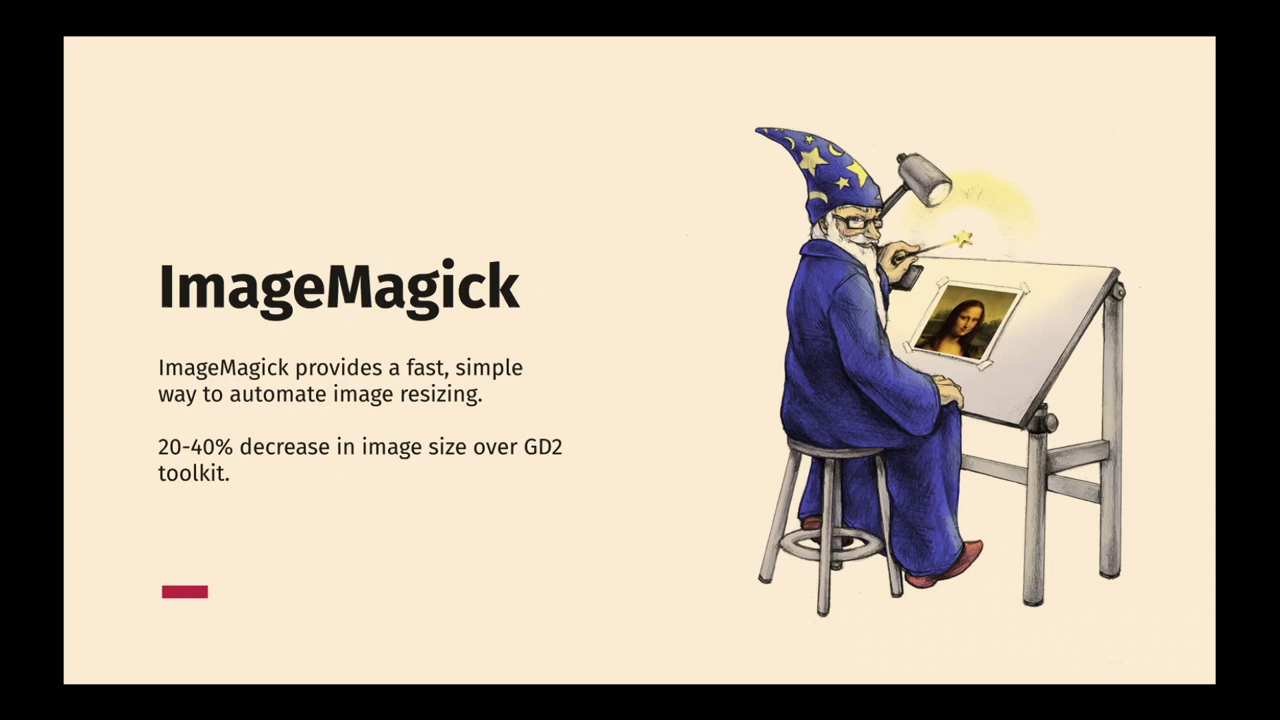 ImageMagick
ImageMagick provides a fast, simple
way to automate image resizing.
20-40% decrease in image size over GD2
toolkit.